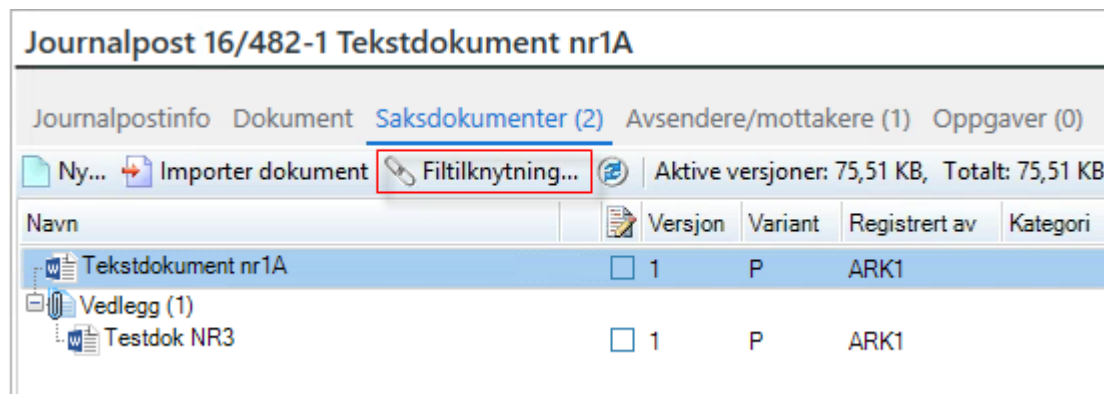 Journalpost 16/482-1 Tekstdokument nr1A
Journalpostinfo Dokument Saksdokumenter (2) Avsendere/mottakere (1) Oppgaver (0)
Ny... Importer dokument Filtilknytning... Aktive versjoner: 75,51 KB, Totalt: 75,51 KB
Navn Versjon Variant Registrert av Kategori
Tekstdokument nr1A 1 P ARK1
Vedlegg (1)
Testdok NR3 1 P ARK1